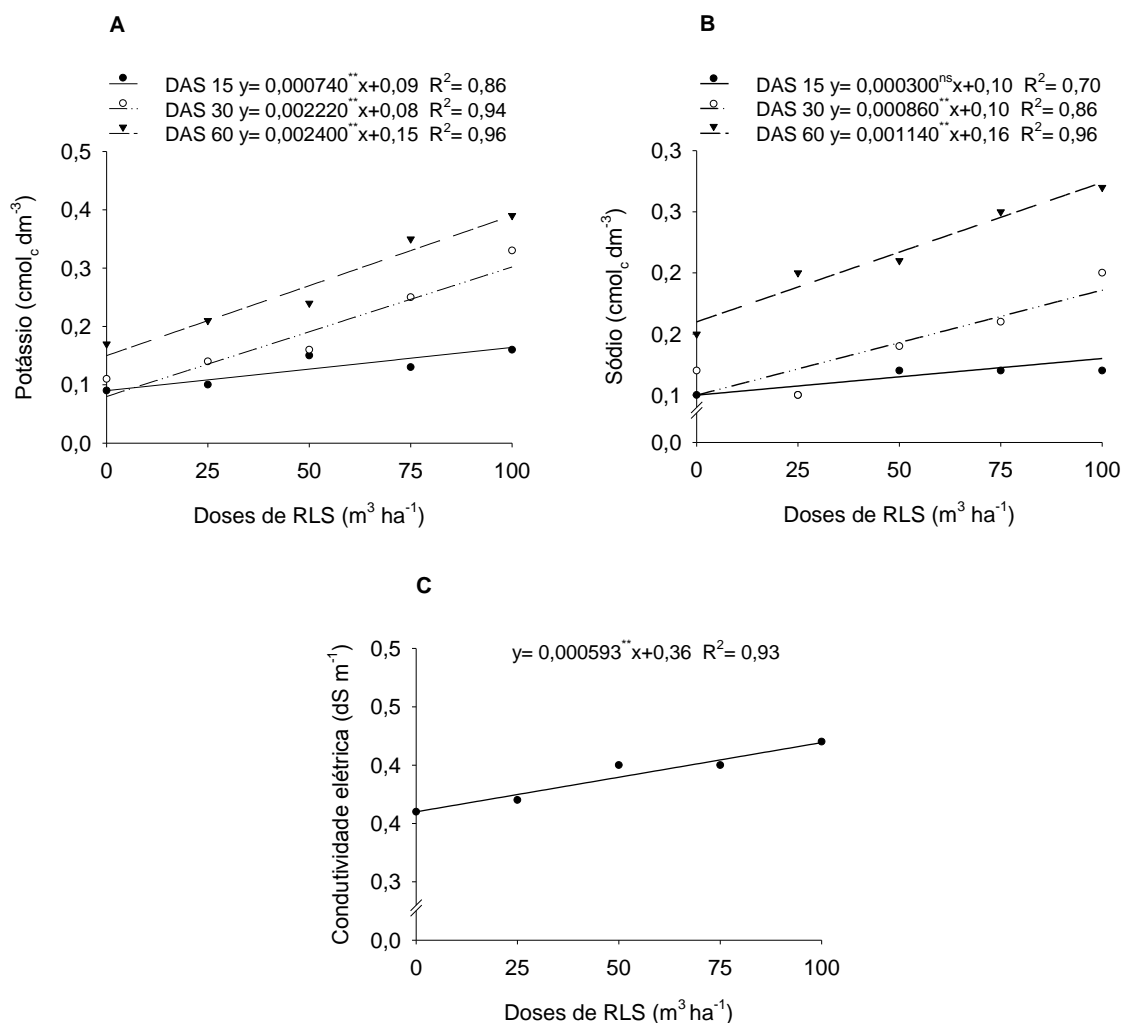 A
DAS 15 y= 0,000740**x+0,09 R²= 0,86
DAS 30 y= 0,002220**x+0,08 R²= 0,94
DAS 60 y= 0,002400**x+0,15 R²= 0,96
0,5
0,4
0,3
0,2
0,1
0,0
Potássio (cmolc dm⁻³)
0 25 50 75 100
Doses de RLS (m³ ha⁻¹)
B
DAS 15 y= 0,000300ⁿˢx+0,10 R²= 0,70
DAS 30 y= 0,000860**x+0,10 R²= 0,86
DAS 60 y= 0,001140**x+0,16 R²= 0,96
0,3
0,3
0,2
0,2
0,1
0,0
Sódio (cmolc dm⁻³)
0 25 50 75 100
Doses de RLS (m³ ha⁻¹)
C
y= 0,000593**x+0,36 R²= 0,93
0,5
0,5
0,4
0,4
0,3
0,0
Condutividade elétrica (dS m⁻¹)
0 25 50 75 100
Doses de RLS (m³ ha⁻¹)